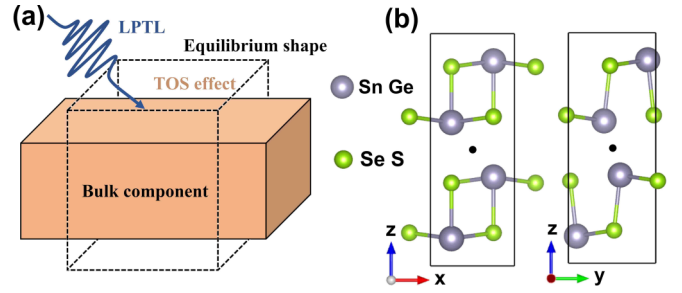 (a)
LPTL
Equilibrium shape
TOS effect
Bulk component
(b)
Sn Ge
Se S
z
x
z
y